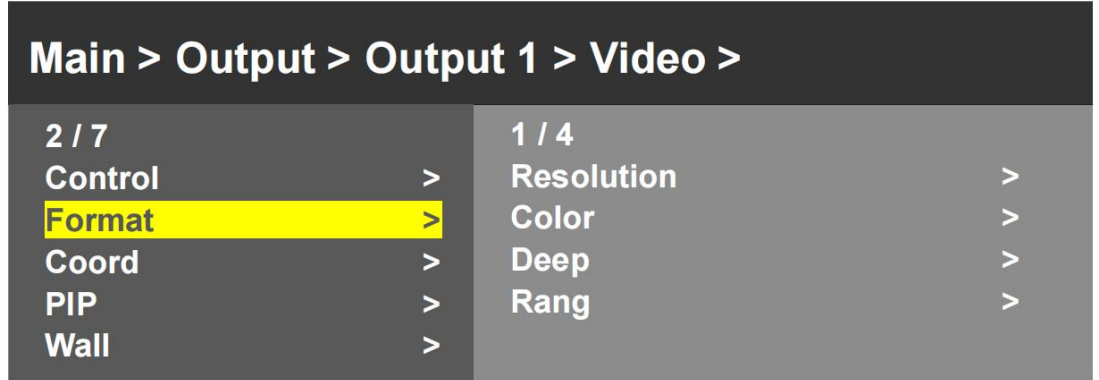 Main > Output > Output 1 > Video >
2 / 7
Control >
Format >
Coord >
PIP >
Wall >
1 / 4
Resolution >
Color >
Deep >
Rang >